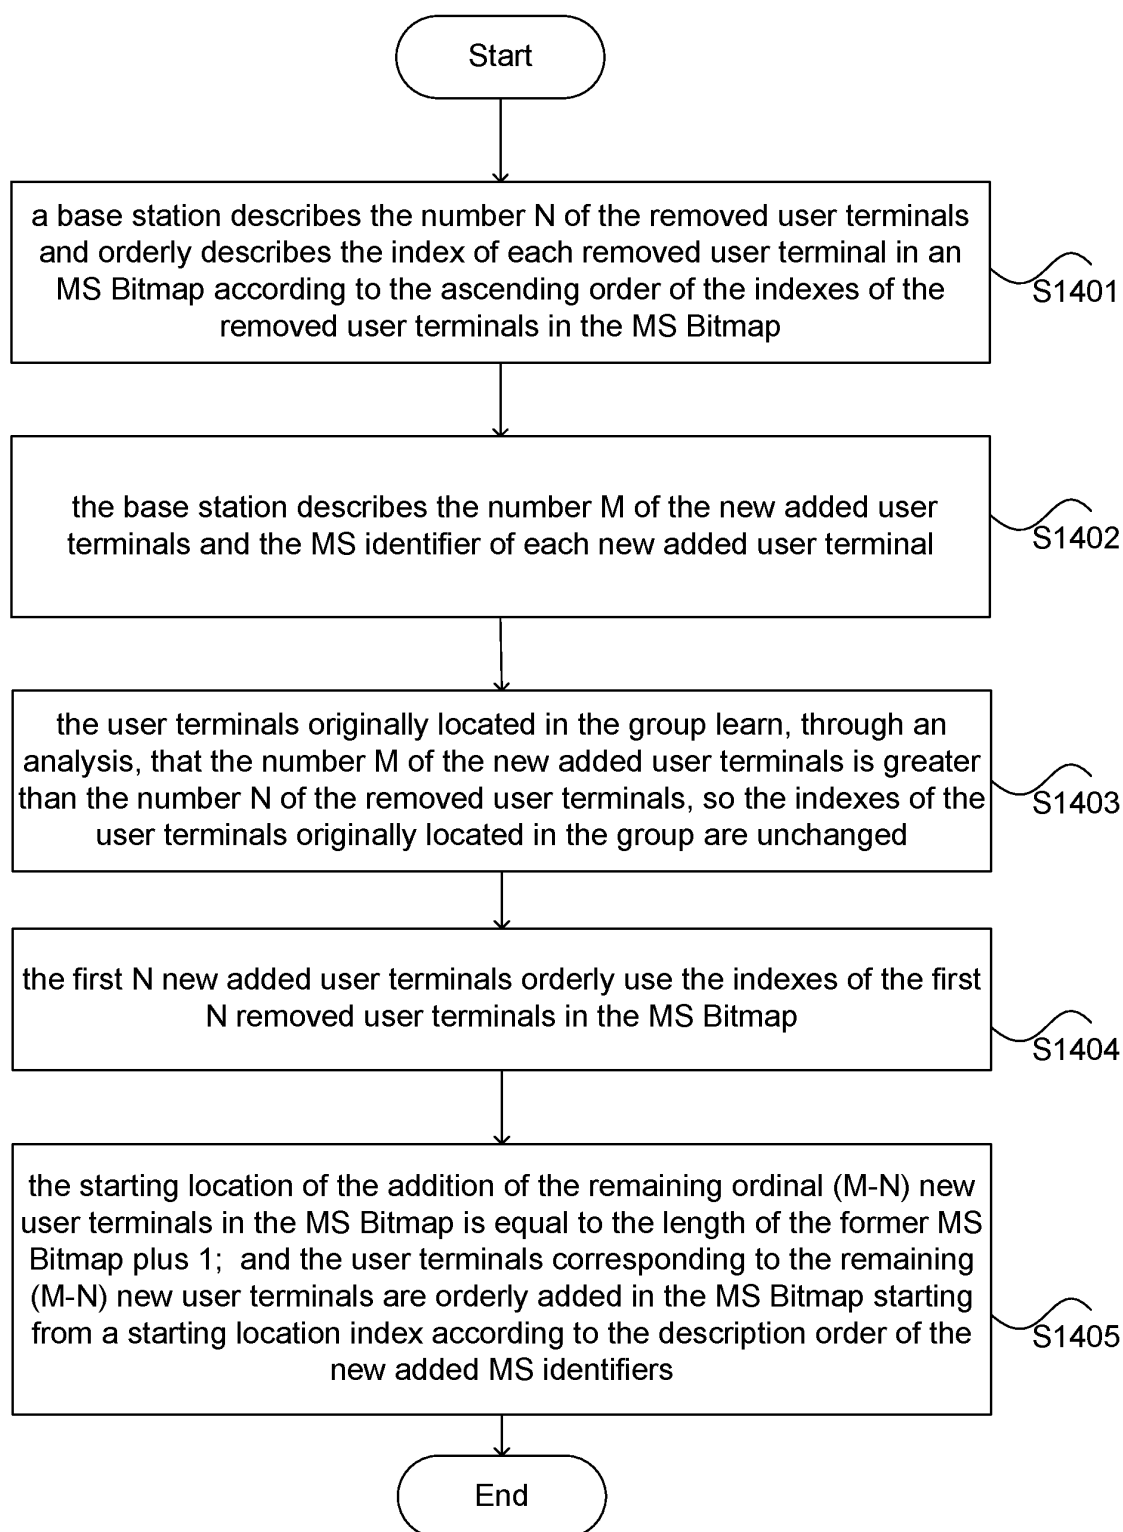 Start
a base station describes the number N of the removed user terminals
and orderly describes the index of each removed user terminal in an
MS Bitmap according to the ascending order of the indexes of the
removed user terminals in the MS Bitmap
S1401
the base station describes the number M of the new added user
terminals and the MS identifier of each new added user terminal
S1402
the user terminals originally located in the group learn, through an
analysis, that the number M of the new added user terminals is greater
than the number N of the removed user terminals, so the indexes of the
user terminals originally located in the group are unchanged
S1403
the first N new added user terminals orderly use the indexes of the first
N removed user terminals in the MS Bitmap
S1404
the starting location of the addition of the remaining ordinal (M-N) new
user terminals in the MS Bitmap is equal to the length of the former MS
Bitmap plus 1; and the user terminals corresponding to the remaining
(M-N) new user terminals are orderly added in the MS Bitmap starting
from a starting location index according to the description order of the
new added MS identifiers
S1405
End